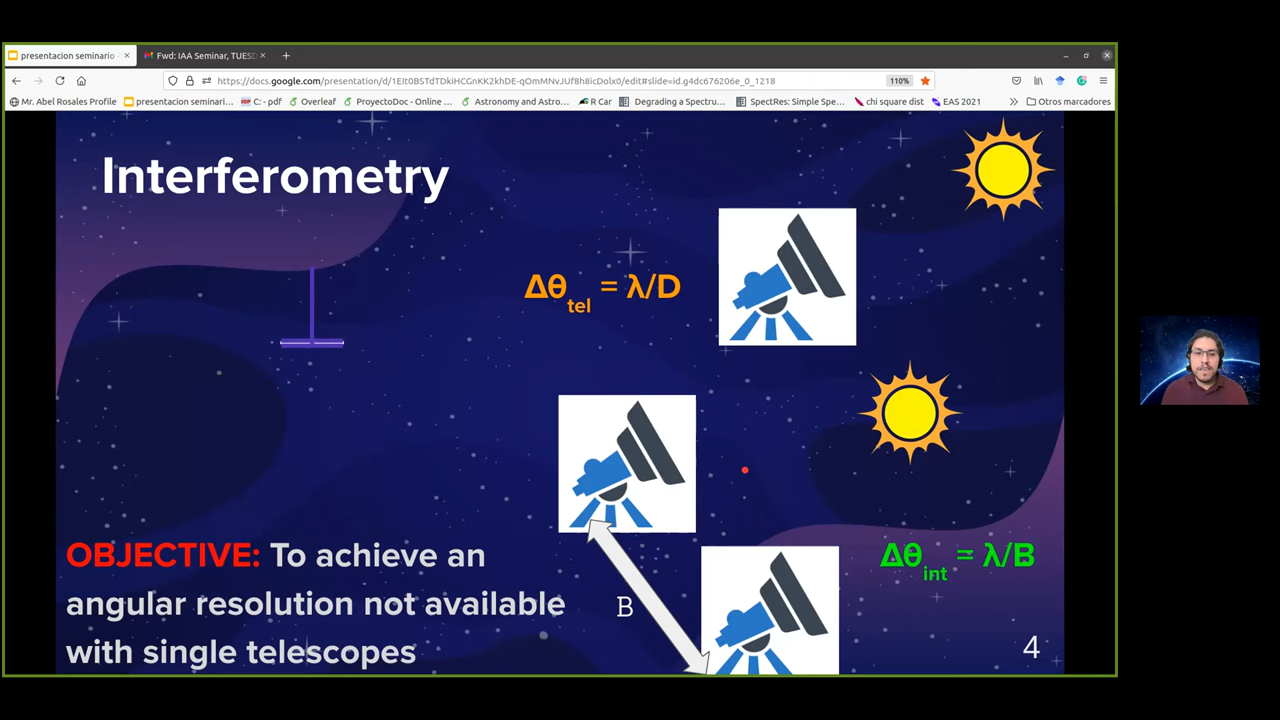 presentacion seminario -
Fwd: IAA Seminar, TUESD
https://docs.google.com/presentation/d/1EIt0BSTdTDkiHCGnKK2khDE-qOmMNvJUf8h8icDolx0/edit#slide=id.g4dc676206e_0_1218
110%
Mr. Abel Rosales Profile
presentacion seminari...
C: - pdf
Overleaf
ProyectoDoc - Online ...
Astronomy and Astro...
R Car
Degrading a Spectru...
SpectRes: Simple Spe...
chi square dist
EAS 2021
Otros marcadores
Interferometry
Δθtel = λ/D
OBJECTIVE: To achieve an
angular resolution not available
with single telescopes
B
Δθint = λ/B
4